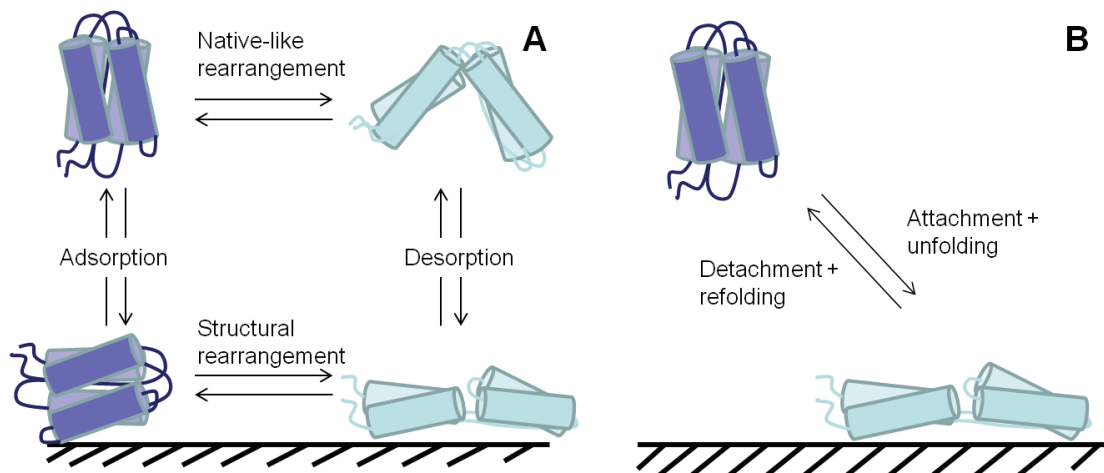 A
Native-like
rearrangement
Adsorption
Desorption
Structural
rearrangement
B
Attachment +
unfolding
Detachment +
refolding